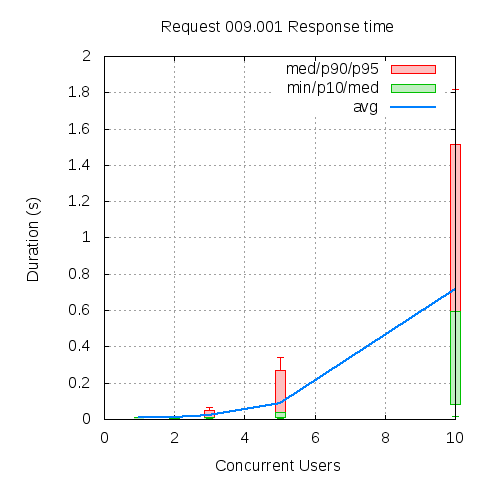 Request 009.001 Response time
med/p90/p95
min/p10/med
avg
Duration (s)
2
1.8
1.6
1.4
1.2
1
0.8
0.6
0.4
0.2
0
0 2 4 6 8 10
Concurrent Users